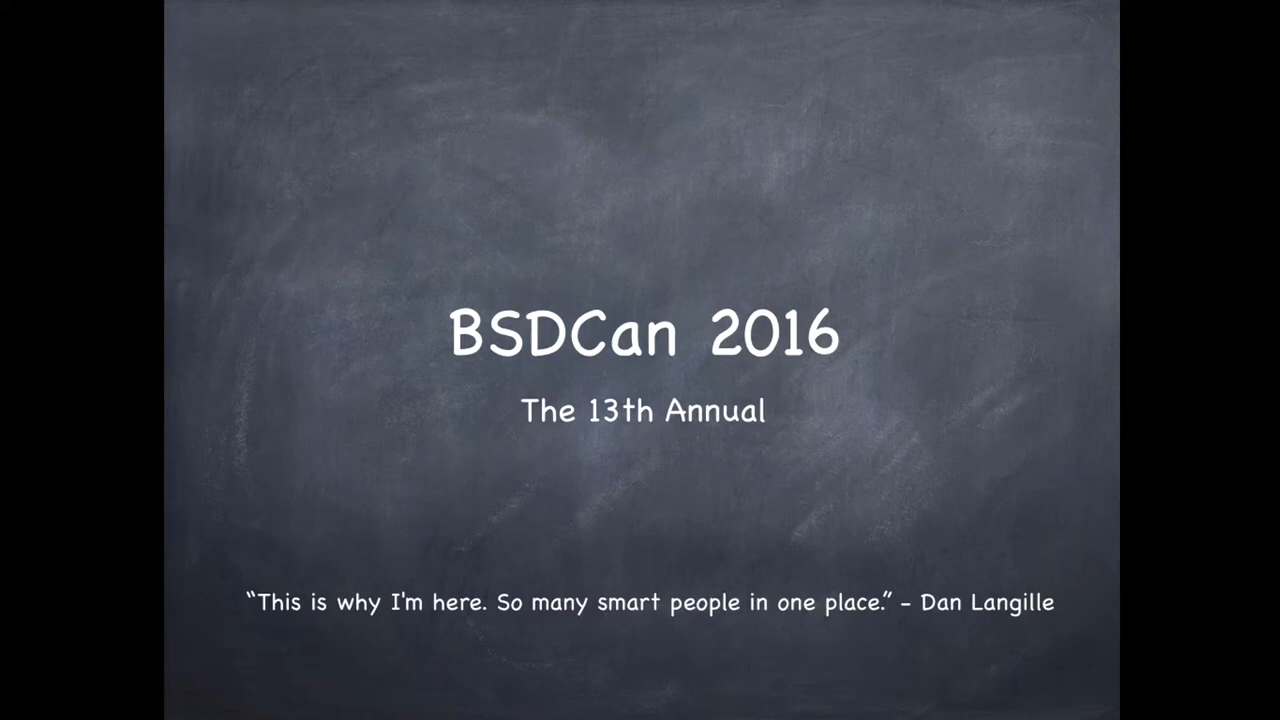 BSDCan 2016
The 13th Annual
“This is why I'm here. So many smart people in one place.” - Dan Langille